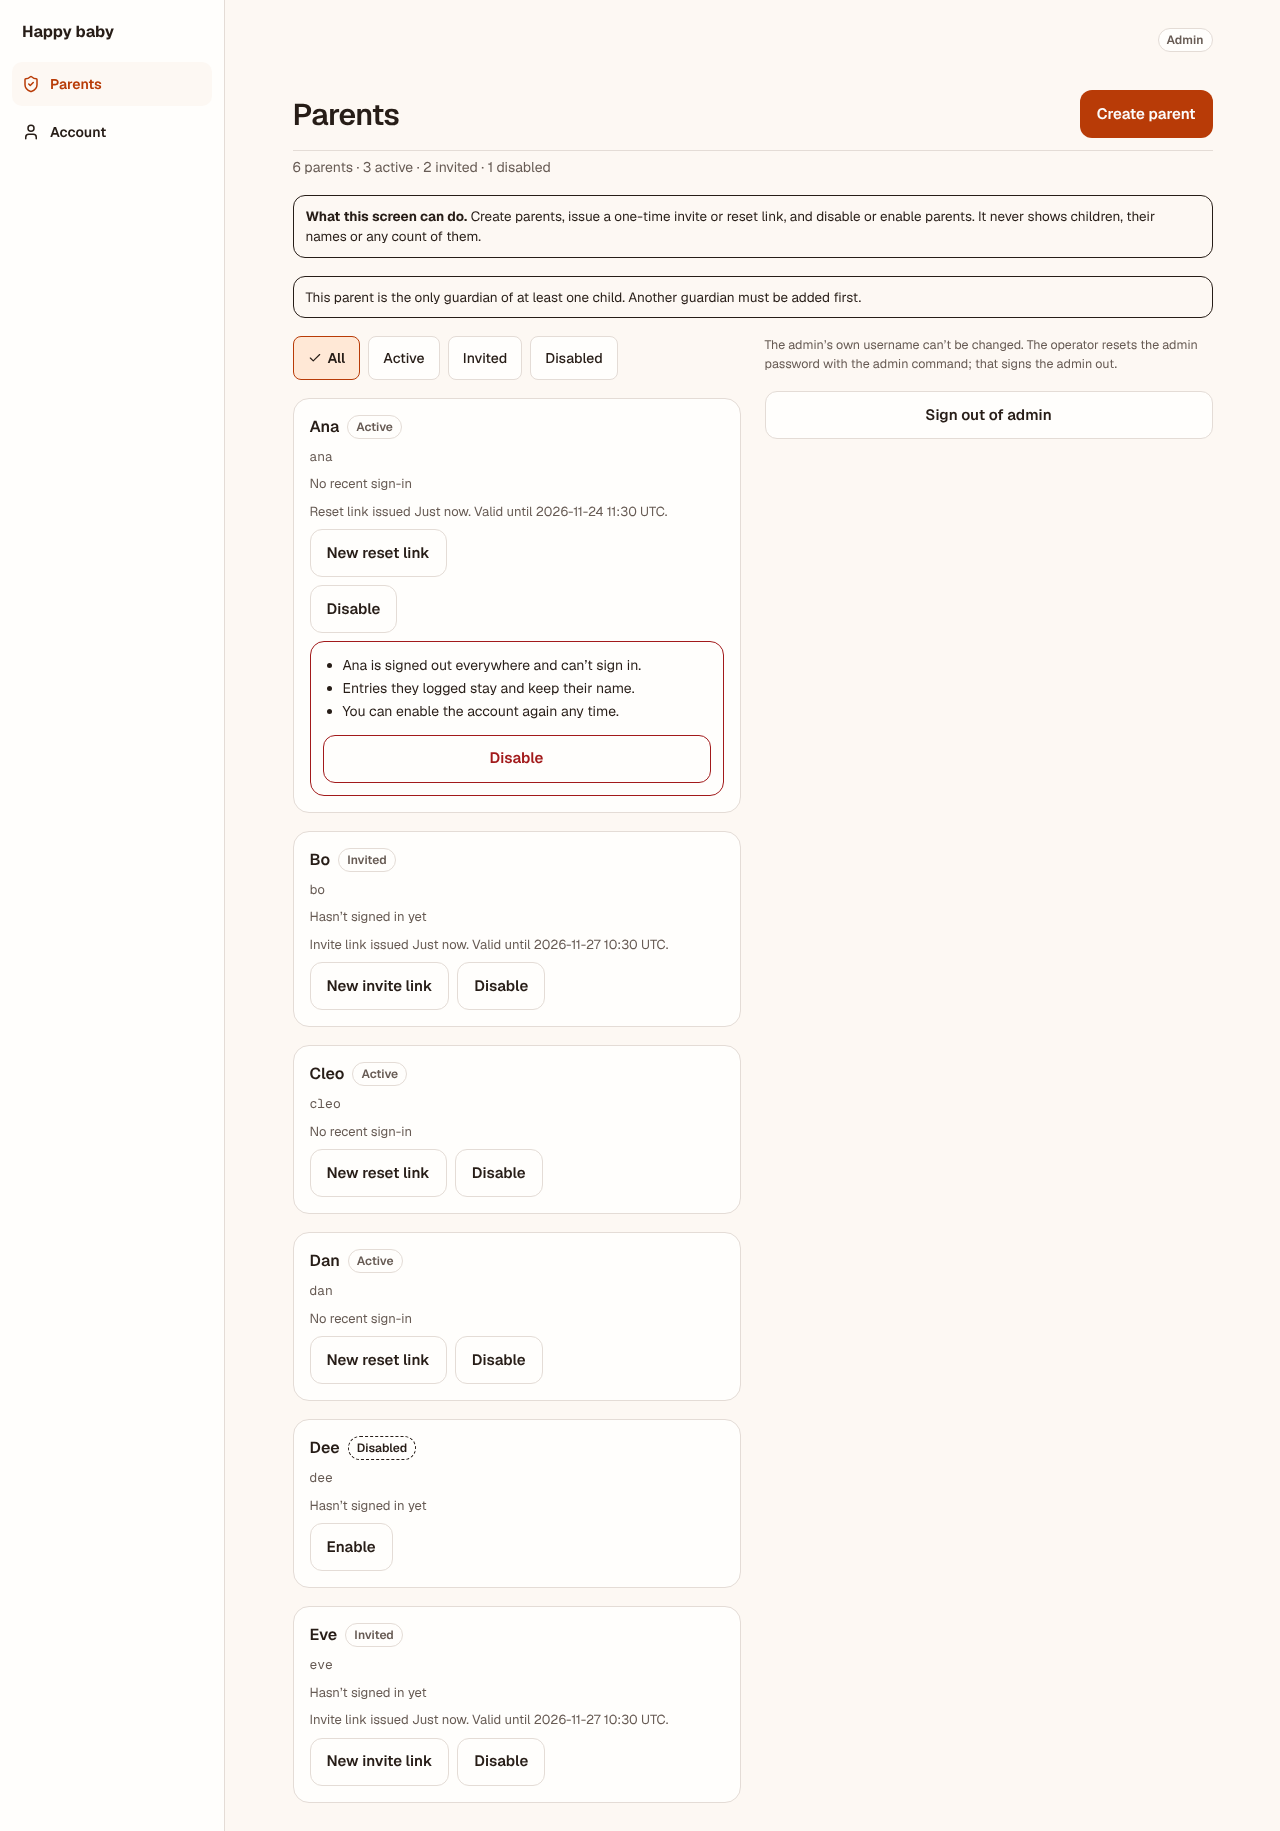 Happy baby
Parents
Account
Admin
Parents
Create parent
6 parents · 3 active · 2 invited · 1 disabled
What this screen can do. Create parents, issue a one-time invite or reset link, and disable or enable parents. It never shows children, their
names or any count of them.
This parent is the only guardian of at least one child. Another guardian must be added first.
All
Active
Invited
Disabled
The admin’s own username can’t be changed. The operator resets the admin
password with the admin command; that signs the admin out.
Sign out of admin
Ana
Active
ana
No recent sign-in
Reset link issued Just now. Valid until 2026-11-24 11:30 UTC.
New reset link
Disable
Ana is signed out everywhere and can’t sign in.
Entries they logged stay and keep their name.
You can enable the account again any time.
Disable
Bo
Invited
bo
Hasn’t signed in yet
Invite link issued Just now. Valid until 2026-11-27 10:30 UTC.
New invite link
Disable
Cleo
Active
cleo
No recent sign-in
New reset link
Disable
Dan
Active
dan
No recent sign-in
New reset link
Disable
Dee
Disabled
dee
Hasn’t signed in yet
Enable
Eve
Invited
eve
Hasn’t signed in yet
Invite link issued Just now. Valid until 2026-11-27 10:30 UTC.
New invite link
Disable